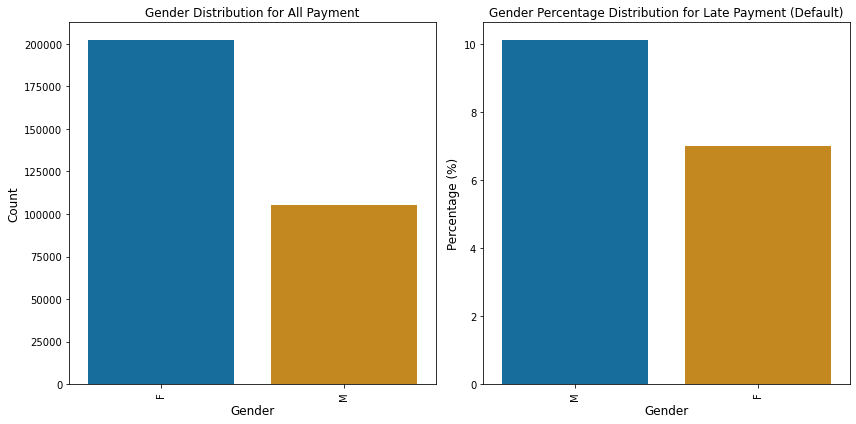 Gender Distribution for All Payment
200000
175000
150000
125000
100000
75000
50000
25000
0
Count
F
M
Gender
Gender Percentage Distribution for Late Payment (Default)
10
8
6
4
2
0
Percentage (%)
M
F
Gender